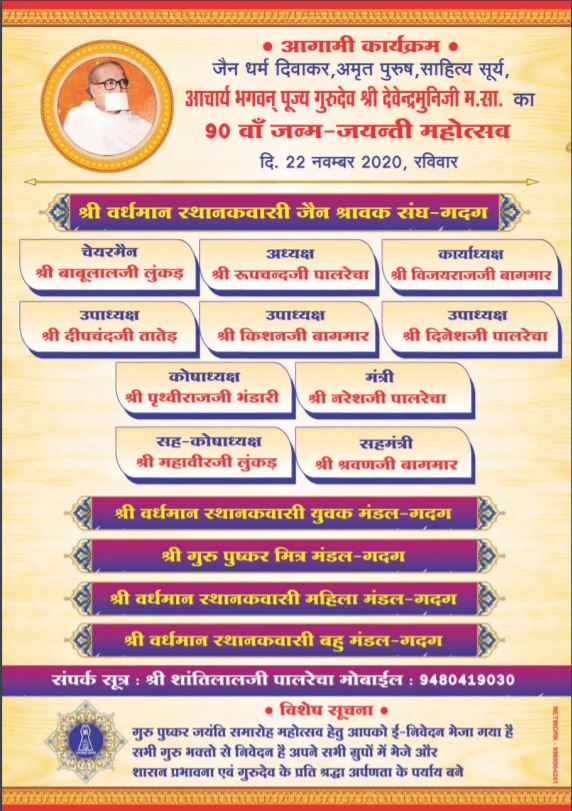 • आगामी कार्यक्रम •
जैन धर्म दिवाकर,अमृत पुरुष,साहित्य सूर्य,
आचार्य भगवन् पूज्य गुरुदेव श्री देवेन्द्रमुनिजी म.सा. का
90 वाँ जन्म-जयन्ती महोत्सव
दि. 22 नवम्बर 2020, रविवार
श्री वर्धमान स्थानकवासी जैन श्रावक संघ-गदग
चेयरमैन
श्री बाबूलालजी लुंकड़
अध्यक्ष
श्री रूपचन्दजी पालरेचा
कार्याध्यक्ष
श्री विजयराजजी बागमार
उपाध्यक्ष
श्री दीपचंदजी तातेड़
उपाध्यक्ष
श्री किशनजी बागमार
उपाध्यक्ष
श्री दिनेशजी पालरेचा
कोषाध्यक्ष
श्री पृथ्वीराजजी भंडारी
मंत्री
श्री नरेशजी पालरेचा
सह-कोषाध्यक्ष
श्री महावीरजी लुंकड़
सहमंत्री
श्री श्रवणजी बागमार
श्री वर्धमान स्थानकवासी युवक मंडल-गदग
श्री गुरु पुष्कर मित्र मंडल-गदग
श्री वर्धमान स्थानकवासी महिला मंडल-गदग
श्री वर्धमान स्थानकवासी बहु मंडल-गदग
संपर्क सूत्र : श्री शांतिलालजी पालरेचा मोबाईल : 9480419030
• विशेष सूचना •
गुरु पुष्कर जयंति समारोह महोत्सव हेतु आपको ई-निवेदन भेजा गया है
सभी गुरु भक्तो से निवेदन है अपने सभी ग्रुपों में भेजे और
शासन प्रभावना एवं गुरुदेव के प्रति श्रद्धा अर्पणता के पर्याय बने
NETWORK -